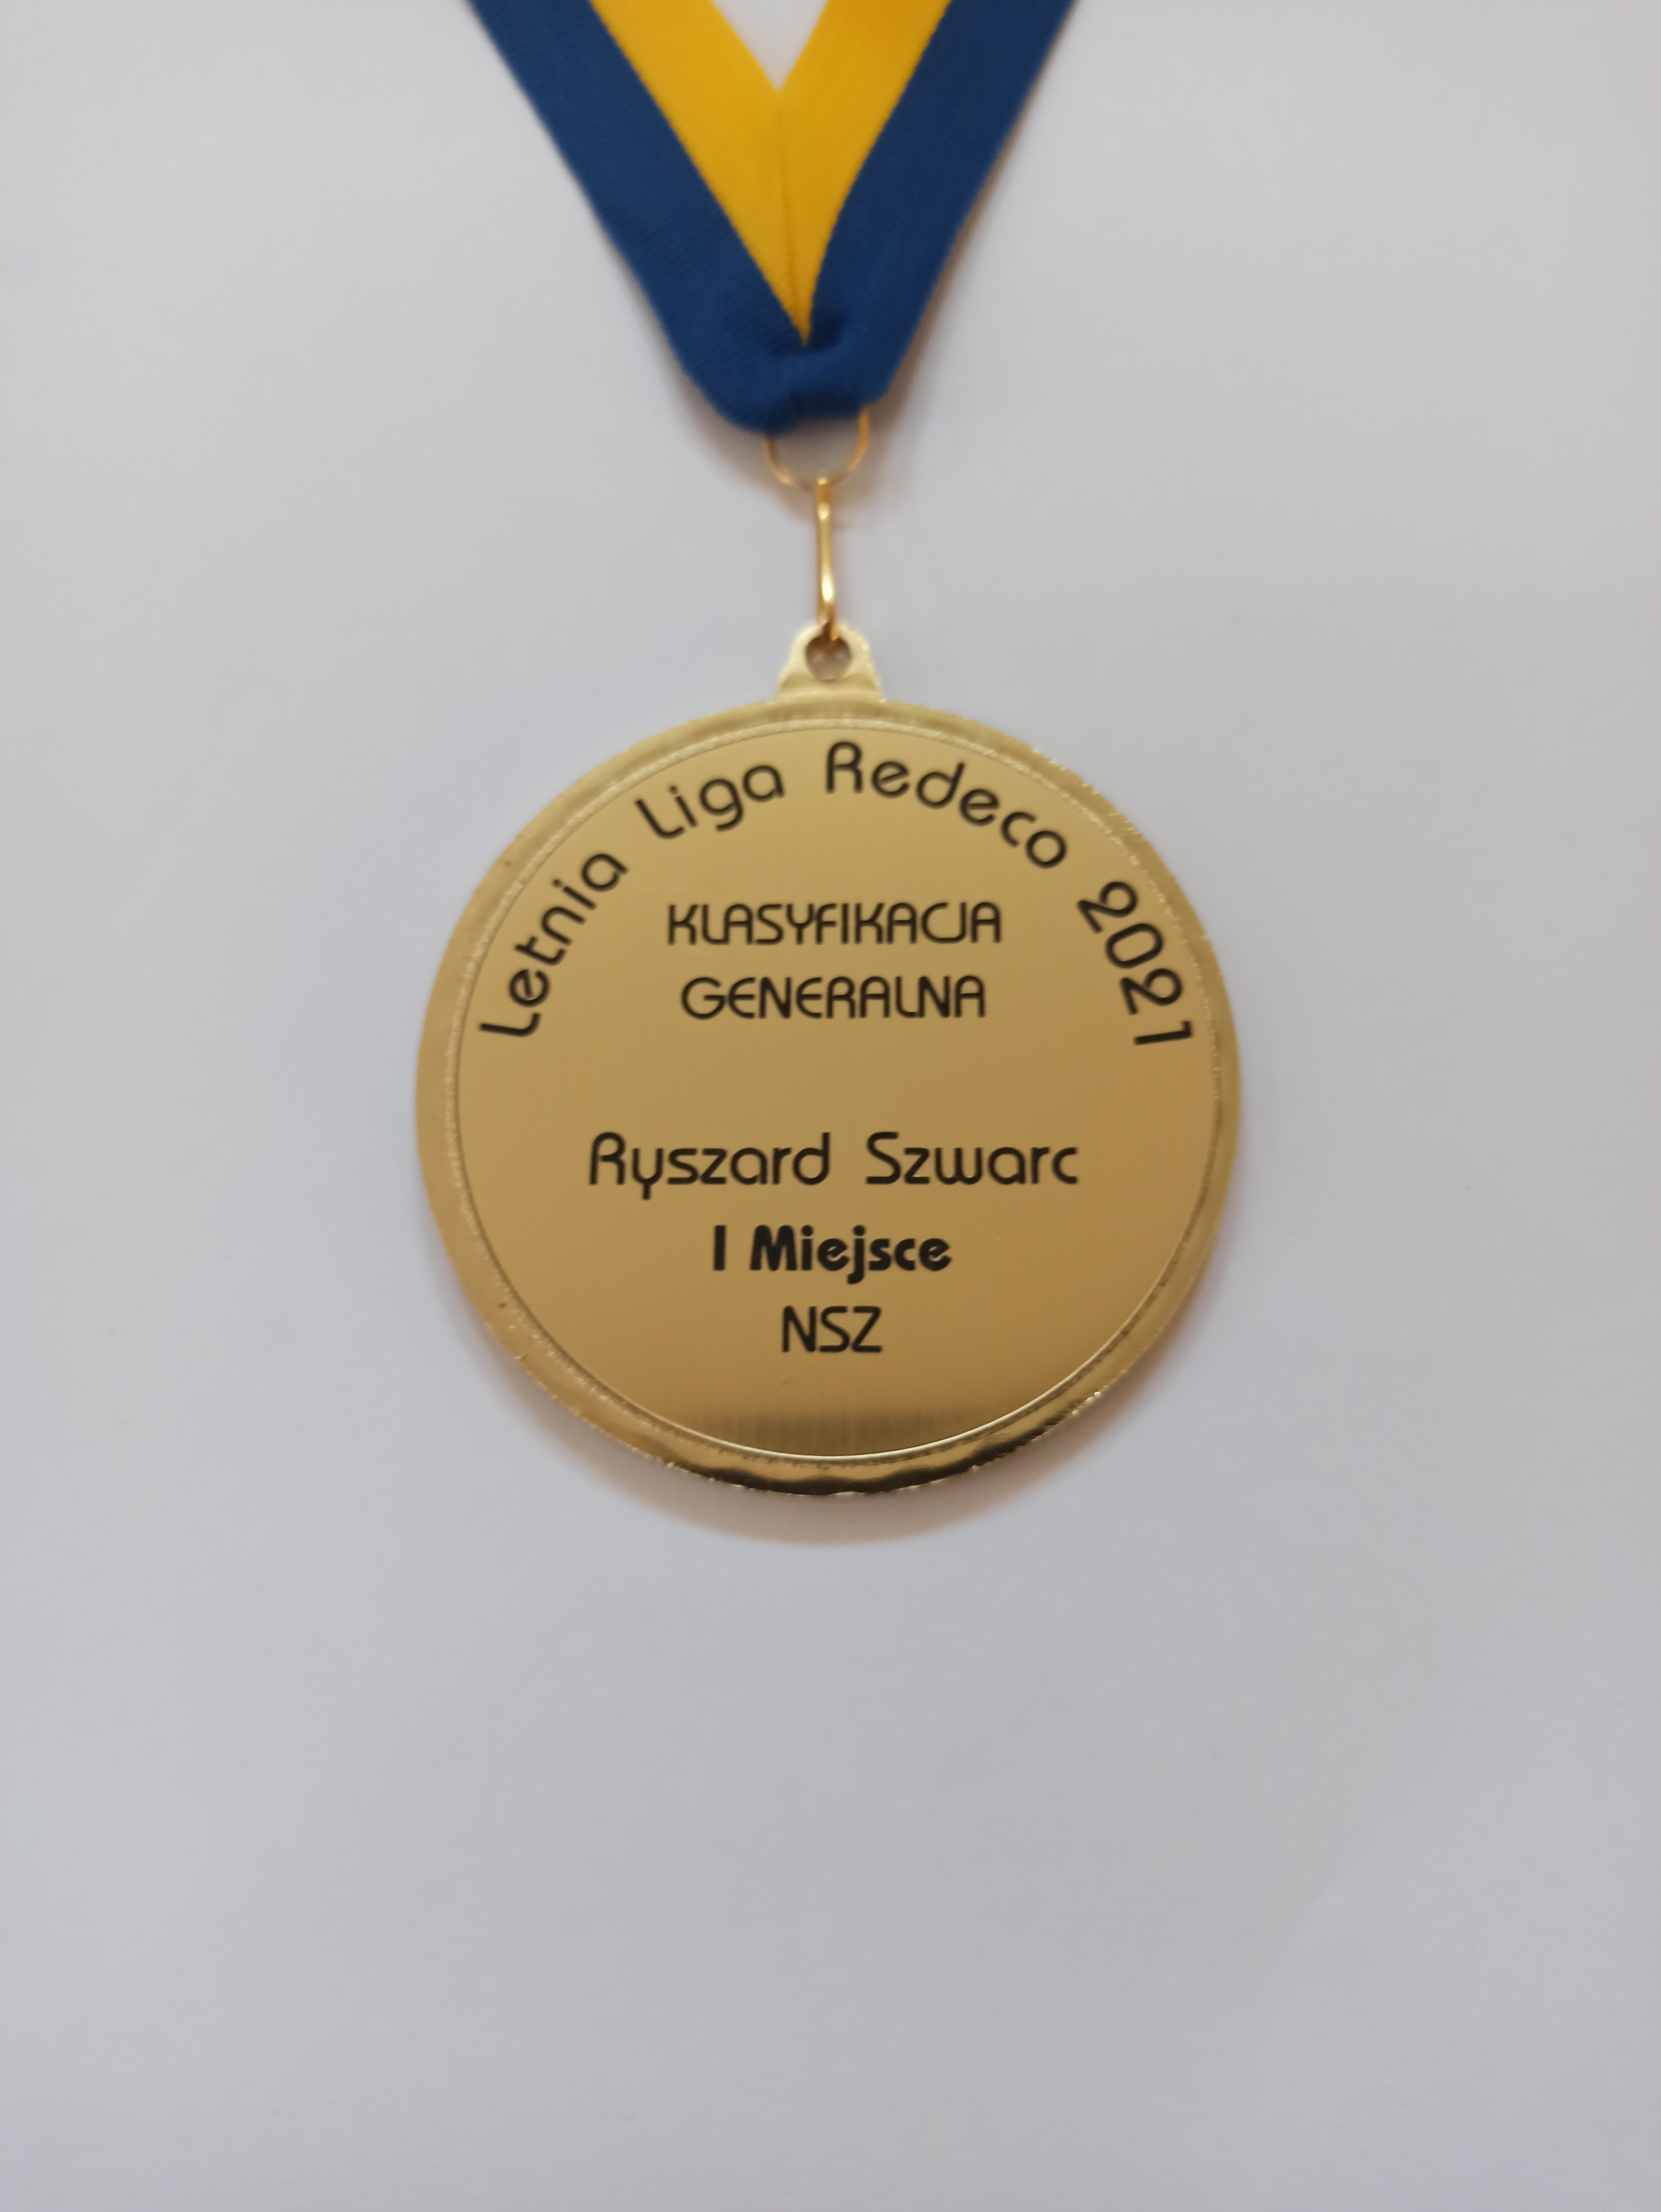 Letnia Liga Redeco 2021
KLASYFIKACJA
GENERALNA
Ryszard Szwarc
I Miejsce
NSZ